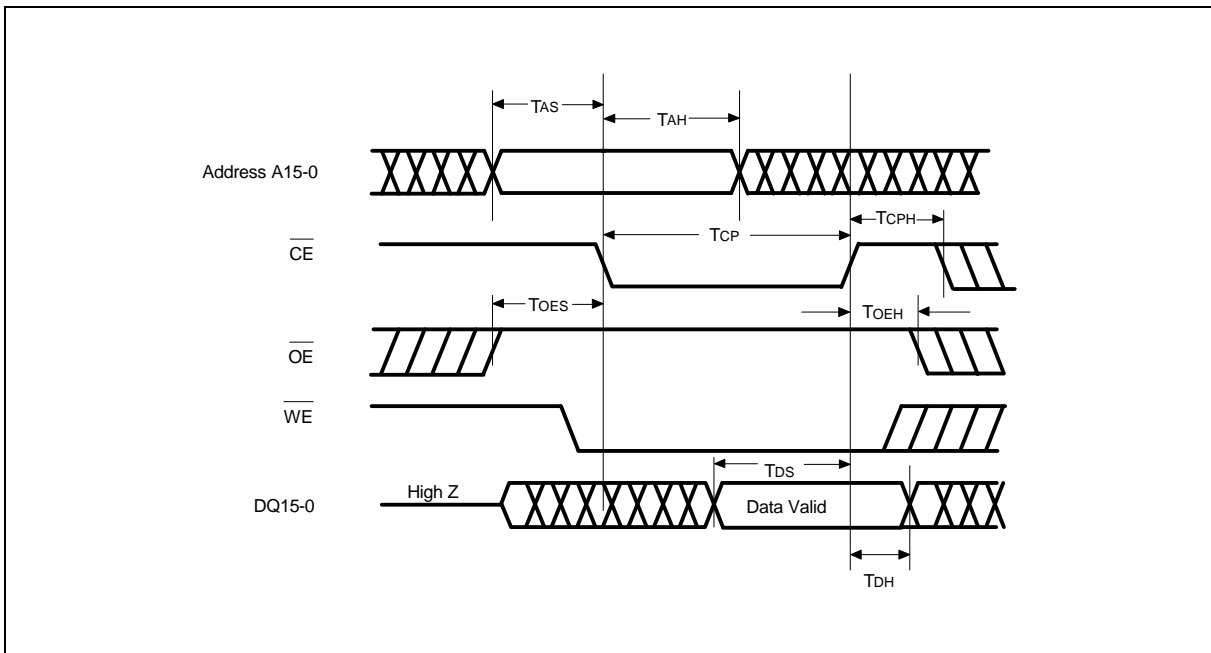 TAS
TAH
Address A15-0
TCPH
TCP
CE
TOES
TOEH
OE
WE
TDS
High Z
DQ15-0
Data Valid
TDH